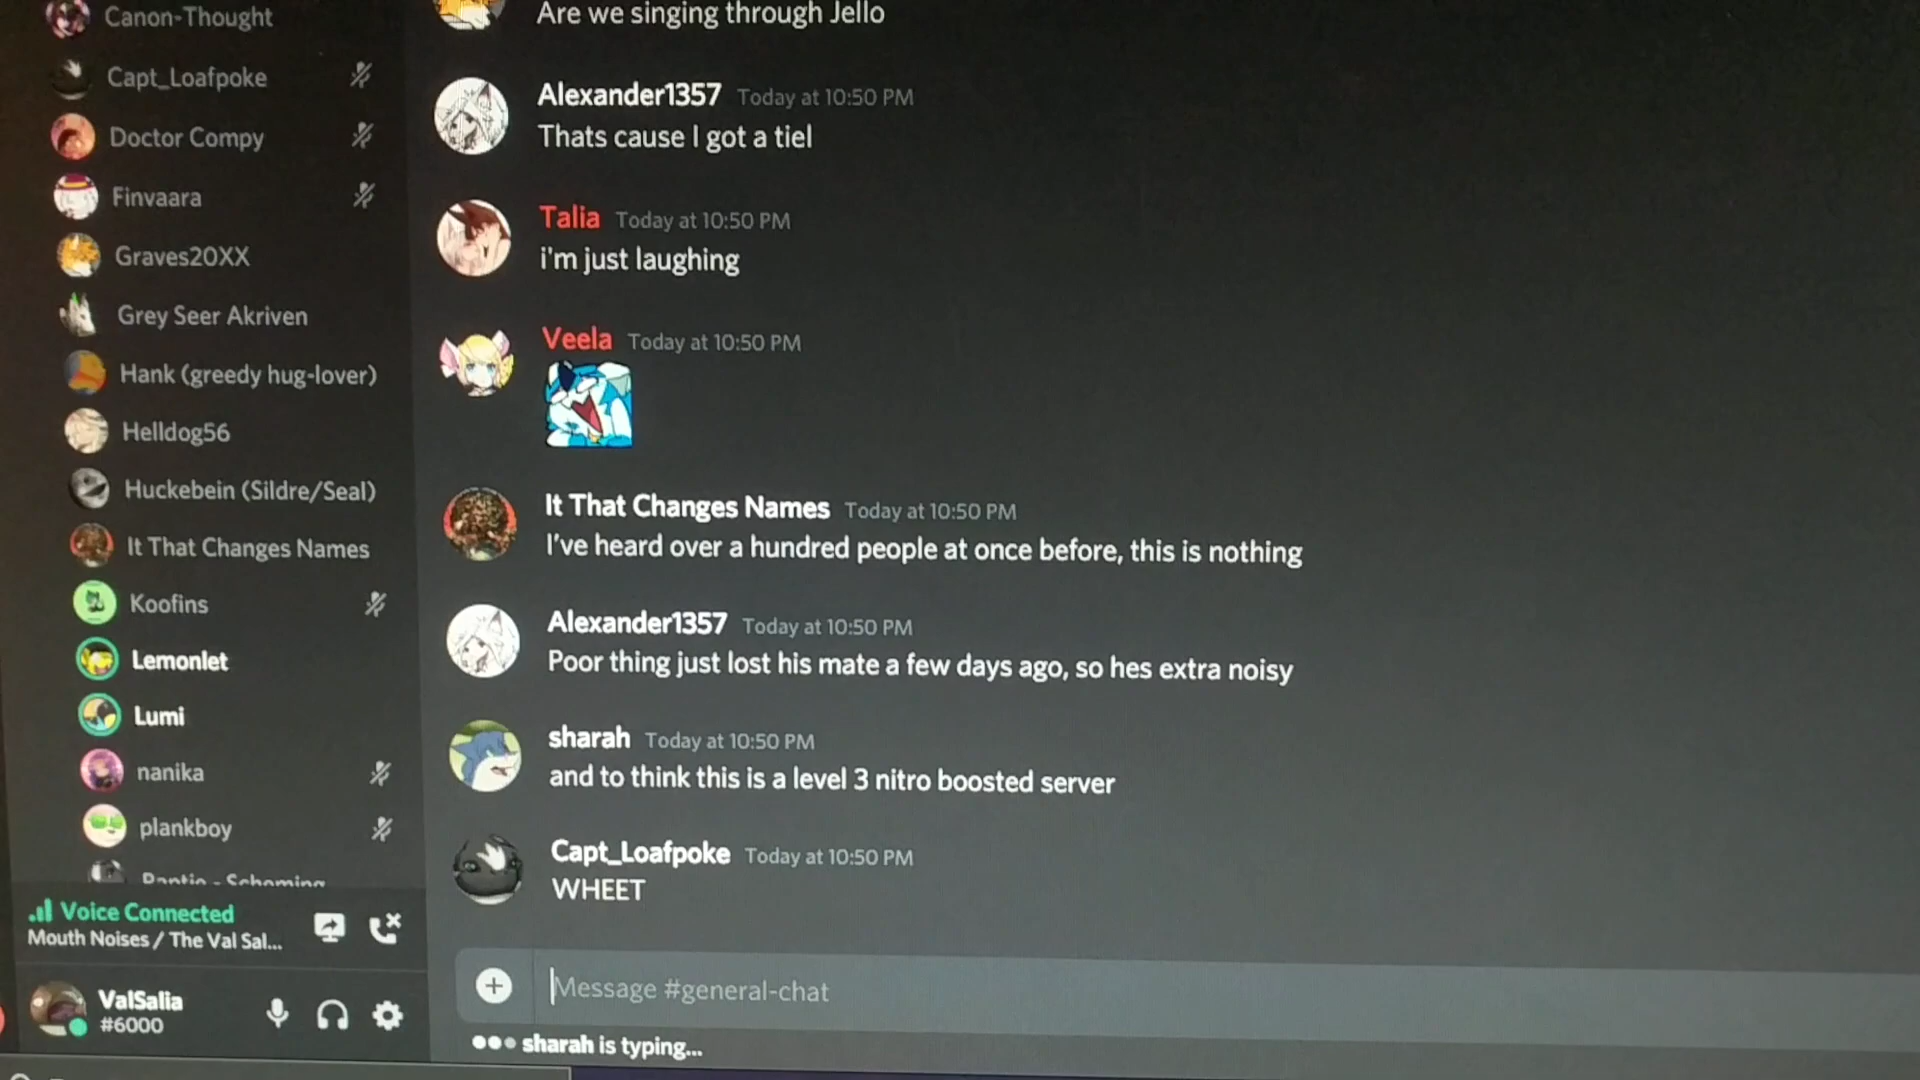 Canon-Thought
Capt_Loafpoke
Doctor Compy
Finvaara
Graves20XX
Grey Seer Akriven
Hank (greedy hug-lover)
Helldog56
Huckebein (Sildre/Seal)
It That Changes Names
Koofins
Lemonlet
Lumi
nanika
plankboy
Voice Connected
Mouth Noises / The Val Sal...
ValSalia
#6000
Are we singing through Jello
Alexander1357 Today at 10:50 PM
Thats cause I got a tiel
Talia Today at 10:50 PM
i'm just laughing
Veela Today at 10:50 PM
It That Changes Names Today at 10:50 PM
I've heard over a hundred people at once before, this is nothing
Alexander1357 Today at 10:50 PM
Poor thing just lost his mate a few days ago, so hes extra noisy
sharah Today at 10:50 PM
and to think this is a level 3 nitro boosted server
Capt_Loafpoke Today at 10:50 PM
WHEET
Message #general-chat
sharah is typing...